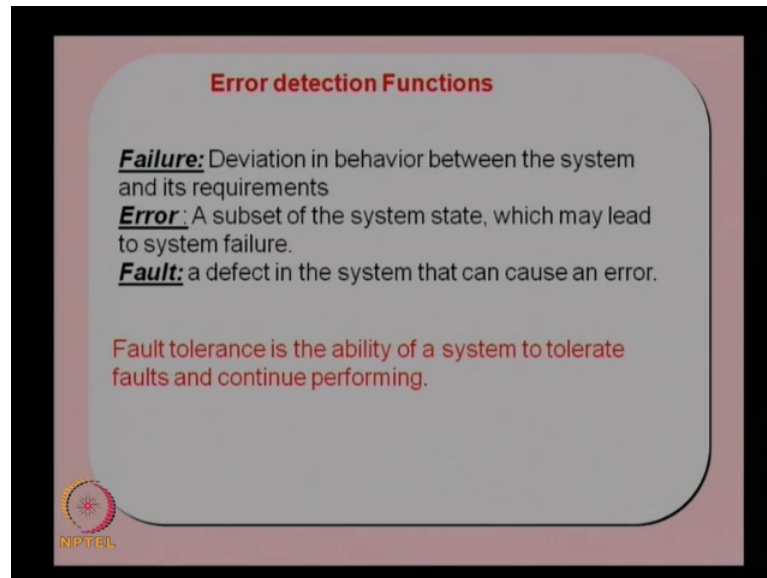 Error detection Functions
Failure: Deviation in behavior between the system
and its requirements
Error : A subset of the system state, which may lead
to system failure.
Fault: a defect in the system that can cause an error.
Fault tolerance is the ability of a system to tolerate
faults and continue performing.
NPTEL